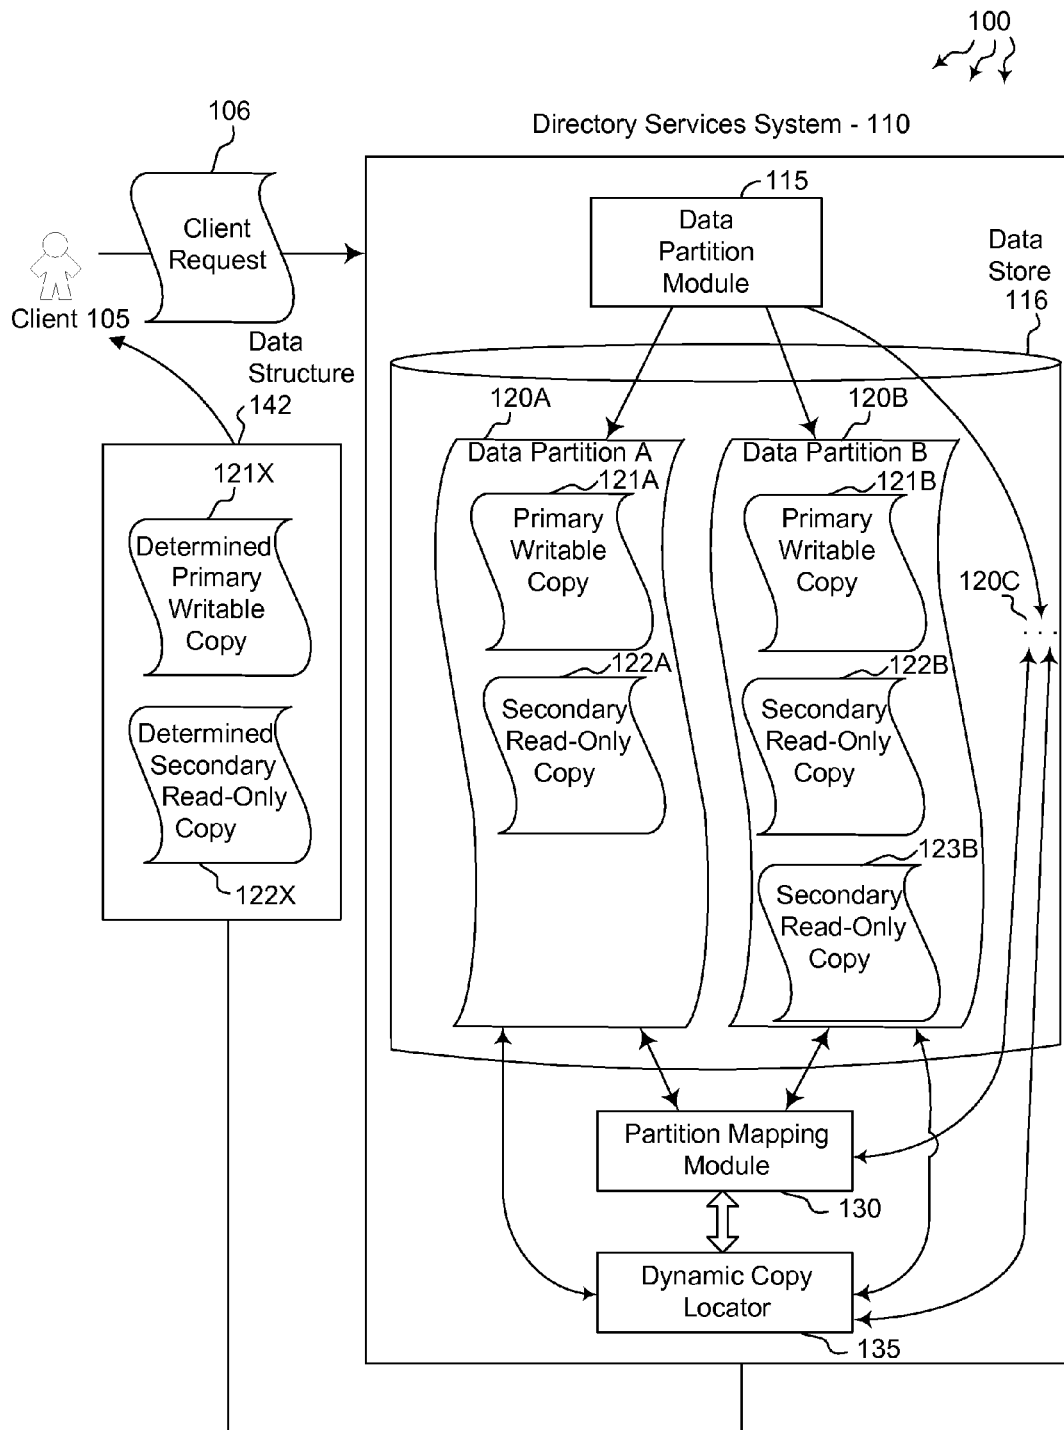 100
Directory Services System - 110
106
Client
Request
Client 105
115
Data
Partition
Module
Data
Store
116
Data
Structure
142
120A
Data Partition A
121A
Primary
Writable
Copy
122A
Secondary
Read-Only
Copy
120B
Data Partition B
121B
Primary
Writable
Copy
122B
Secondary
Read-Only
Copy
123B
Secondary
Read-Only
Copy
120C
. . .
121X
Determined
Primary
Writable
Copy
Determined
Secondary
Read-Only
Copy
122X
Partition Mapping
Module
130
Dynamic Copy
Locator
135